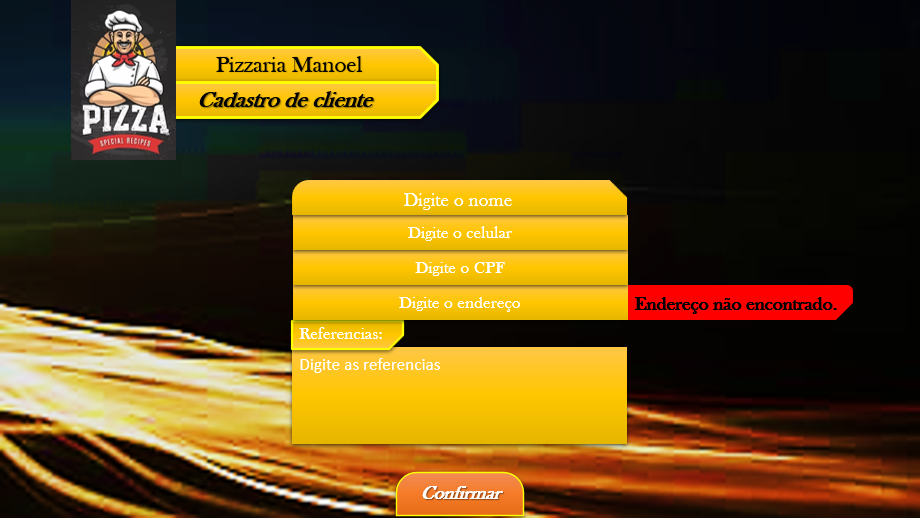 PIZZA
SPECIAL RECIPES
Pizzaria Manoel
Cadastro de cliente
Digite o nome
Digite o celular
Digite o CPF
Digite o endereço
Endereço não encontrado.
Referencias:
Digite as referencias
Confirmar